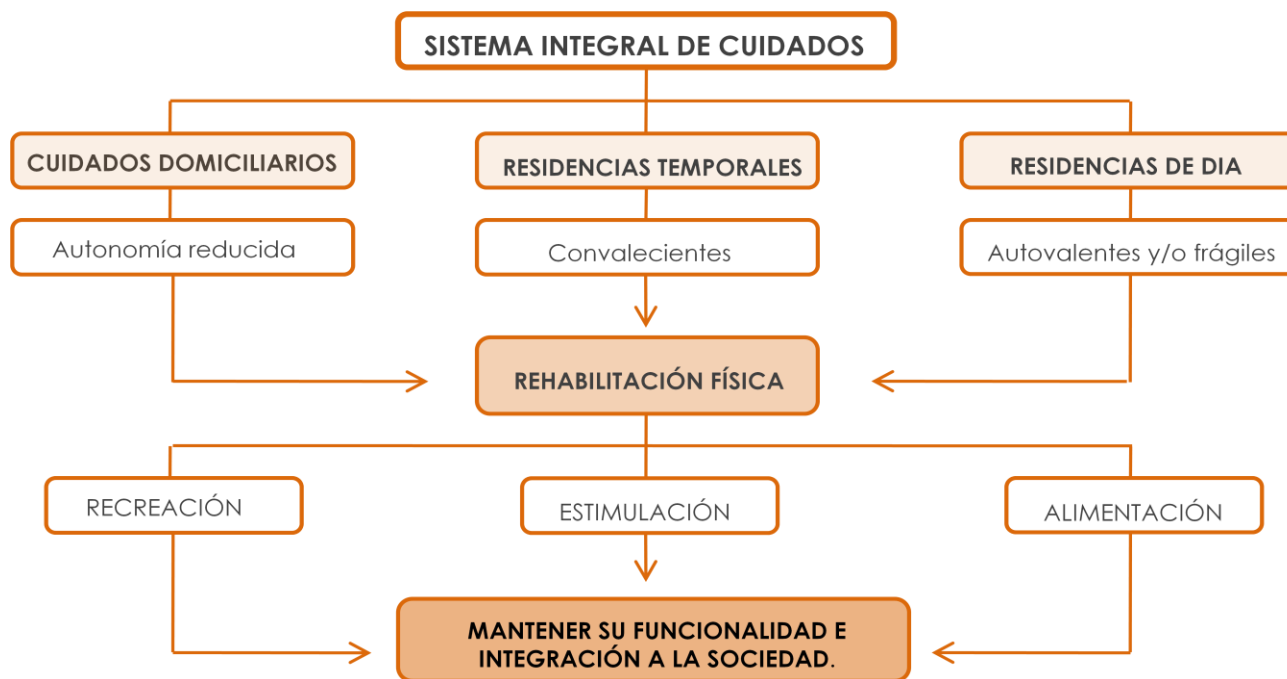 SISTEMA INTEGRAL DE CUIDADOS
CUIDADOS DOMICILIARIOS
RESIDENCIAS TEMPORALES
RESIDENCIAS DE DIA
Autonomía reducida
Convalecientes
Autovalentes y/o frágiles
REHABILITACIÓN FÍSICA
RECREACIÓN
ESTIMULACIÓN
ALIMENTACIÓN
MANTENER SU FUNCIONALIDAD E
INTEGRACIÓN A LA SOCIEDAD.